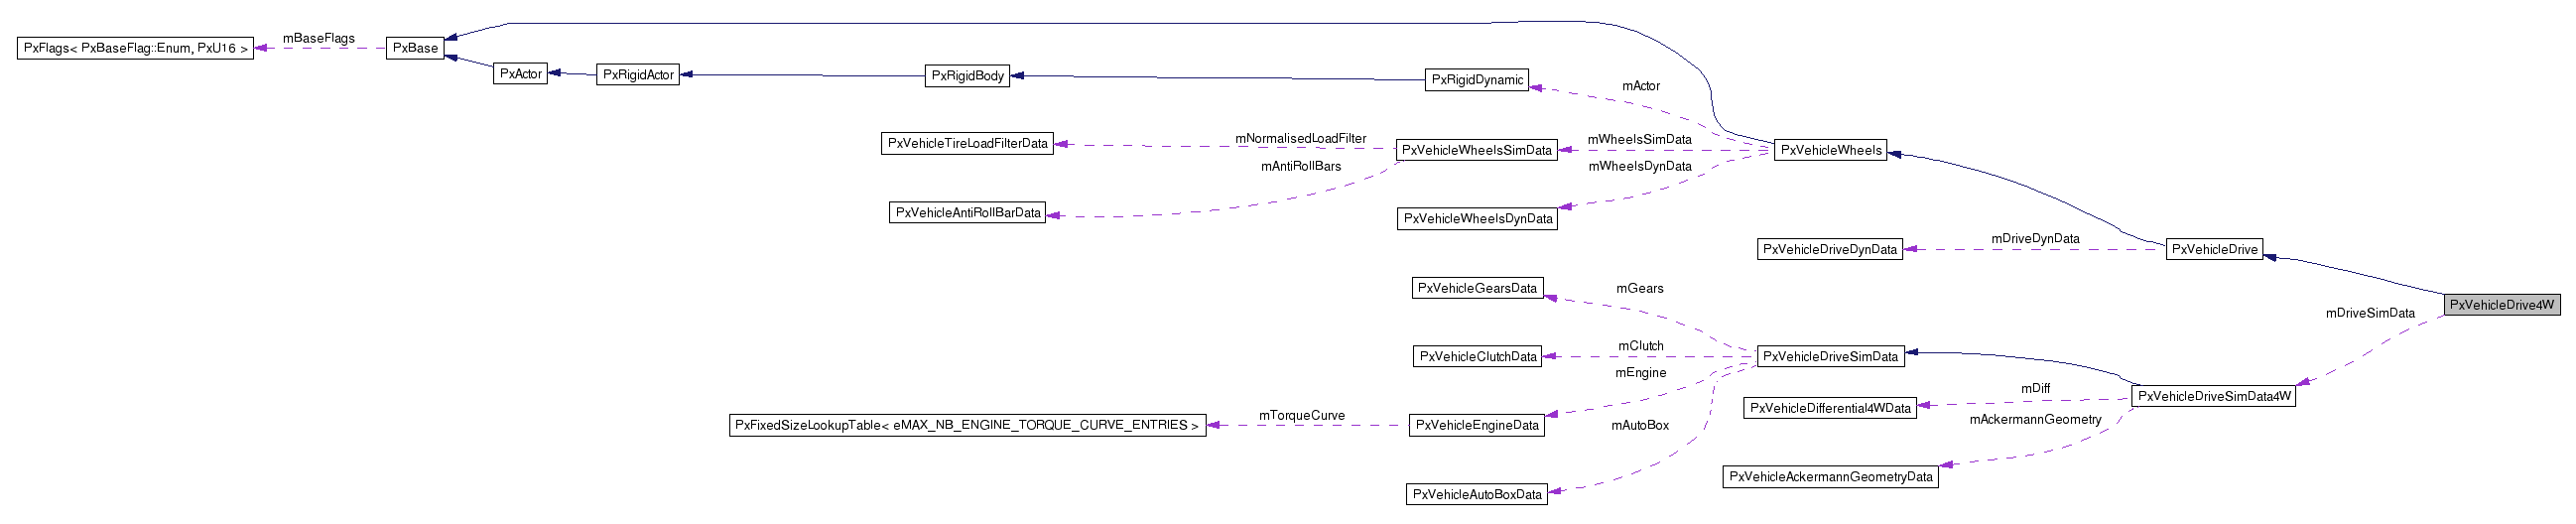 PxFlags< PxBaseFlag::Enum, PxU16 >
mBaseFlags
PxBase
PxActor
PxRigidActor
PxRigidBody
PxRigidDynamic
mActor
PxVehicleTireLoadFilterData
mNormalisedLoadFilter
PxVehicleWheelsSimData
mWheelsSimData
PxVehicleWheels
mAntiRollBars
mWheelsDynData
PxVehicleAntiRollBarData
PxVehicleWheelsDynData
PxVehicleDriveDynData
mDriveDynData
PxVehicleDrive
PxVehicleGearsData
mGears
PxVehicleDrive4W
mDriveSimData
PxVehicleClutchData
mClutch
PxVehicleDriveSimData
mEngine
mDiff
PxVehicleDriveSimData4W
PxVehicleDifferential4WData
mAckermannGeometry
PxFixedSizeLookupTable< eMAX_NB_ENGINE_TORQUE_CURVE_ENTRIES >
mTorqueCurve
PxVehicleEngineData
mAutoBox
PxVehicleAckermannGeometryData
PxVehicleAutoBoxData